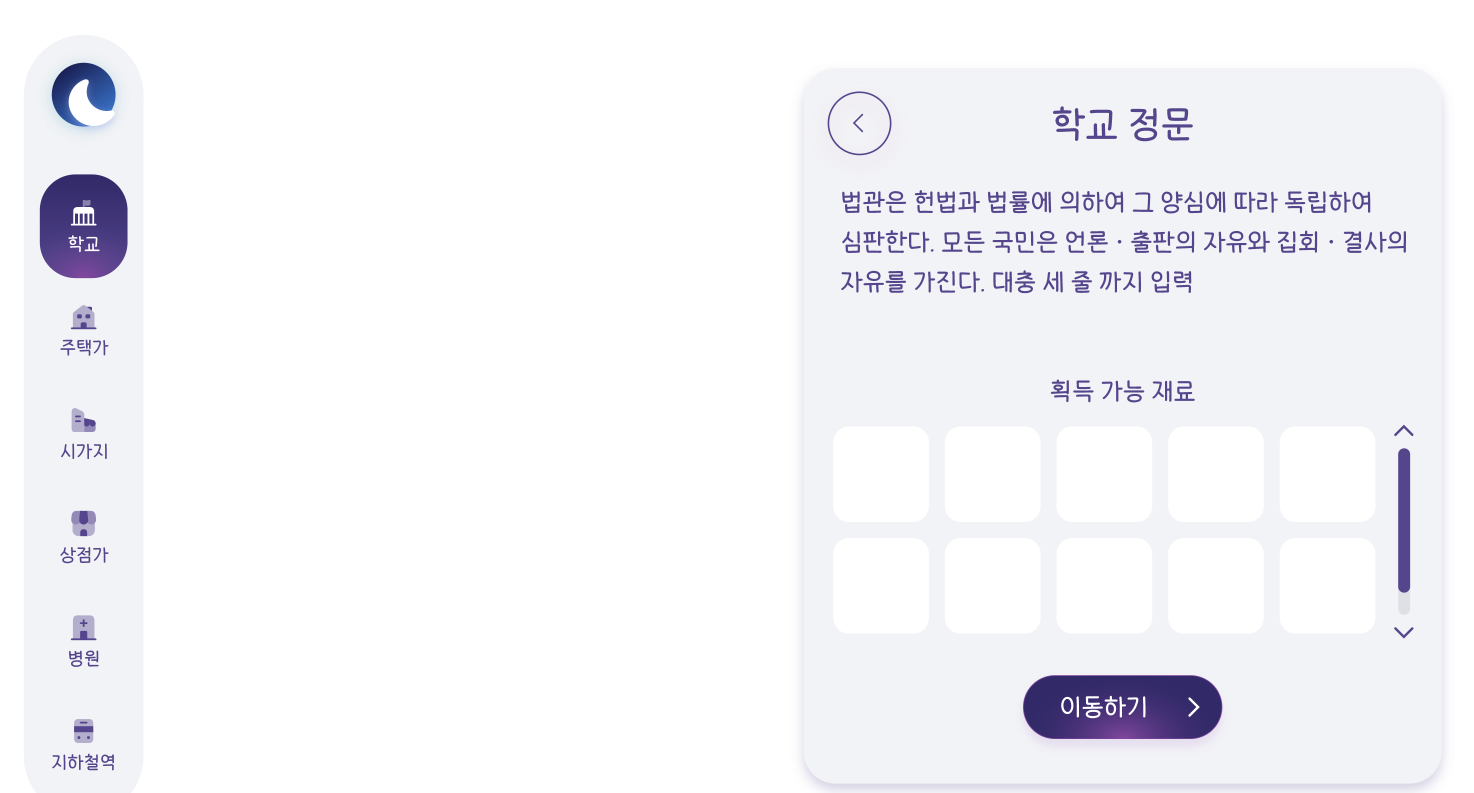 학교
주택가
시가지
상점가
병원
지하철역
학교 정문
법관은 헌법과 법률에 의하여 그 양심에 따라 독립하여
심판한다. 모든 국민은 언론 · 출판의 자유와 집회 · 결사의
자유를 가진다. 대충 세 줄 까지 입력
획득 가능 재료
이동하기